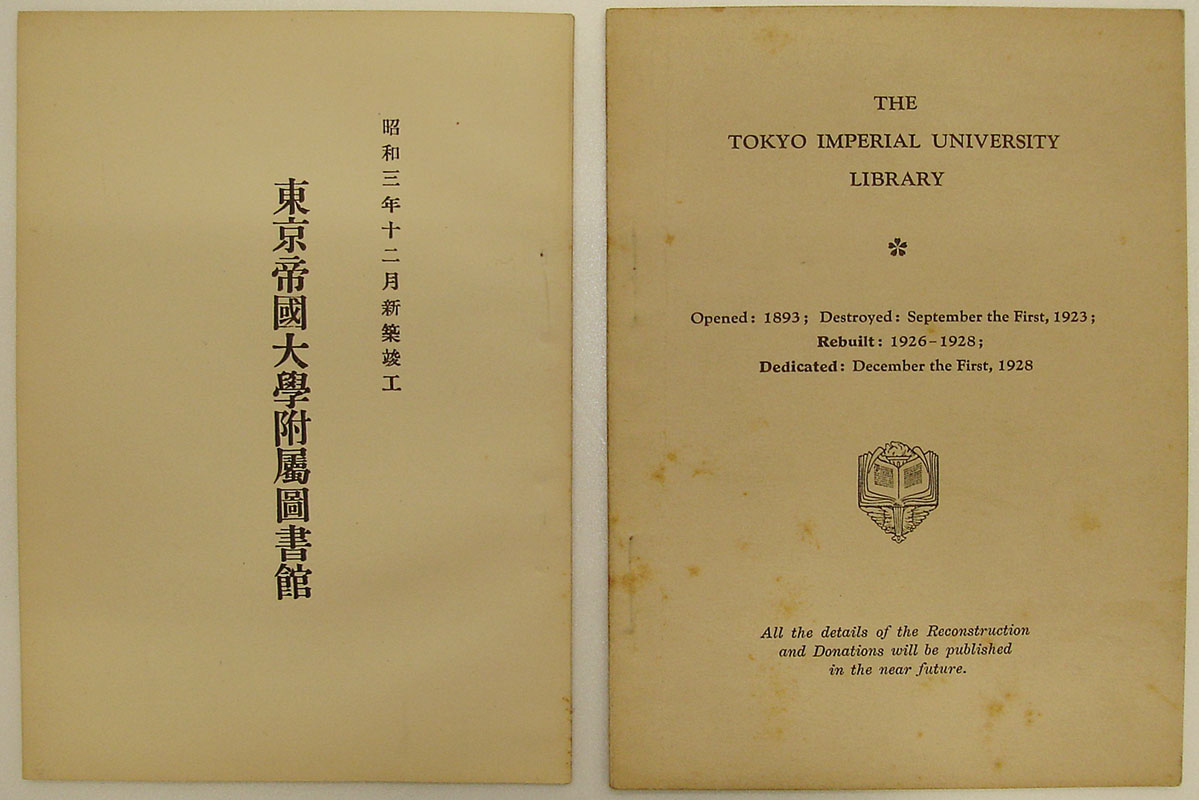 昭和三年十二月新築竣工
東京帝國大學附屬圖書館
THE
TOKYO IMPERIAL UNIVERSITY
LIBRARY
Opened: 1893; Destroyed: September the First, 1923;
Rebuilt: 1926-1928;
Dedicated: December the First, 1928
All the details of the Reconstruction
and Donations will be published
in the near future.